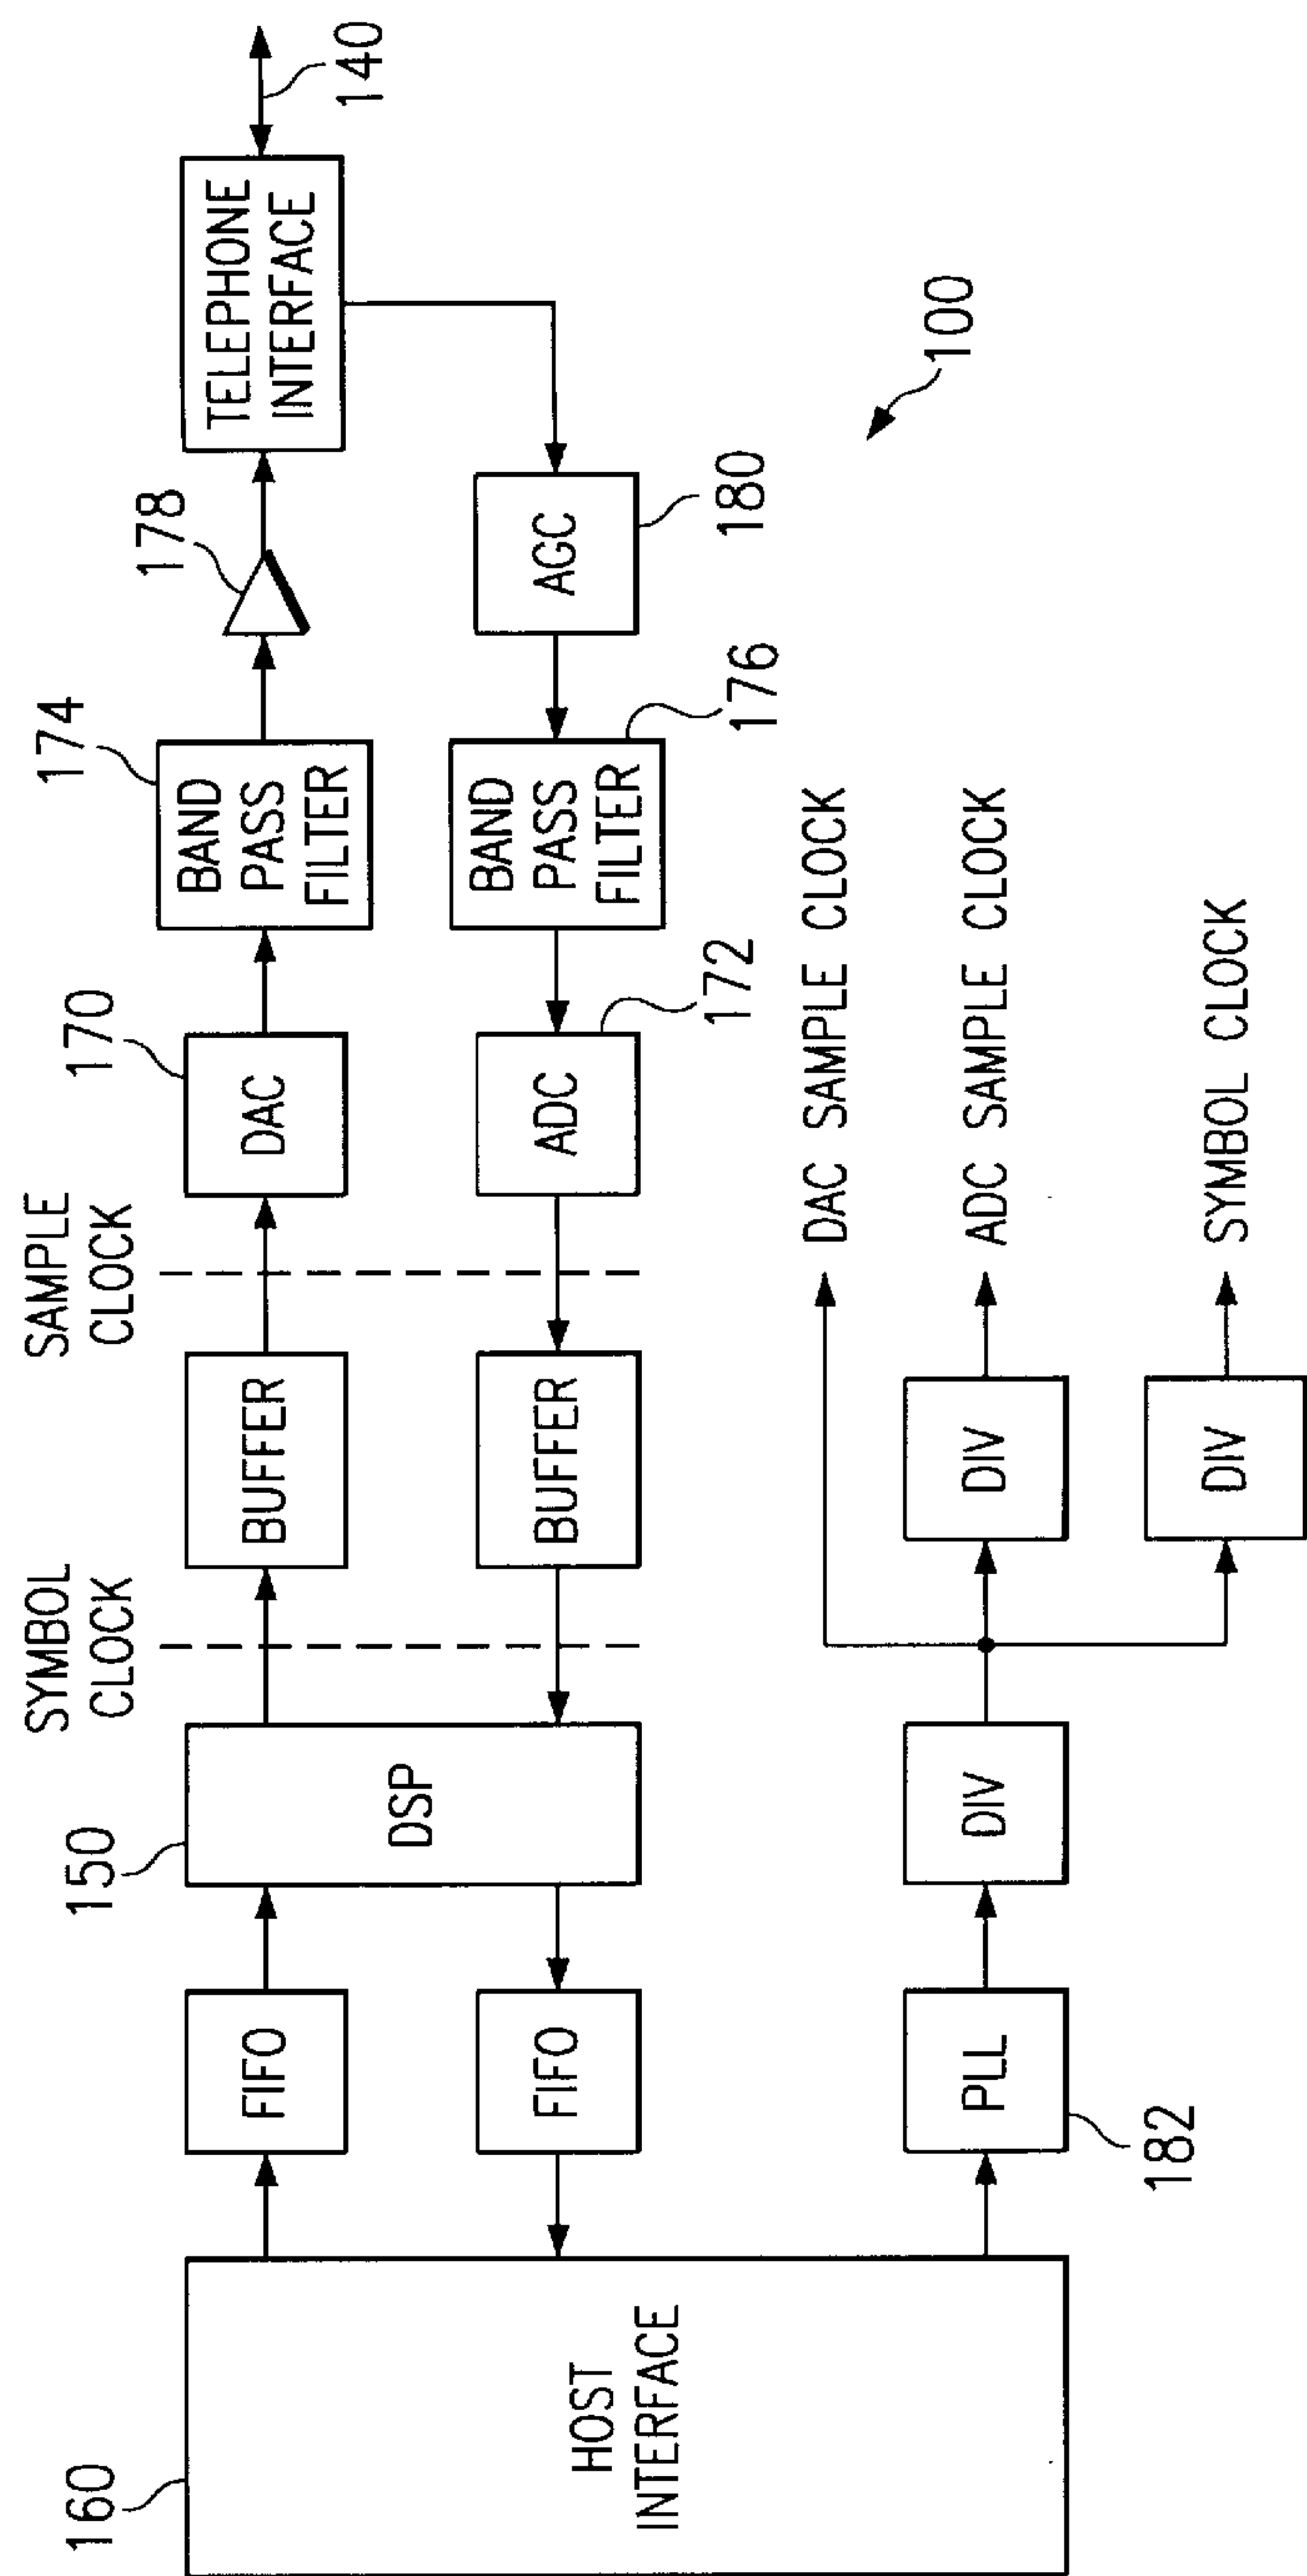 SYMBOL
CLOCK
SAMPLE
CLOCK
160
150
170
174
178
140
HOST
INTERFACE
FIFO
DSP
BUFFER
DAC
BAND
PASS
FILTER
TELEPHONE
INTERFACE
FIFO
BUFFER
ADC
172
BAND
PASS
FILTER
176
AGC
180
100
PLL
182
DIV
DIV
DIV
DAC SAMPLE CLOCK
ADC SAMPLE CLOCK
SYMBOL CLOCK